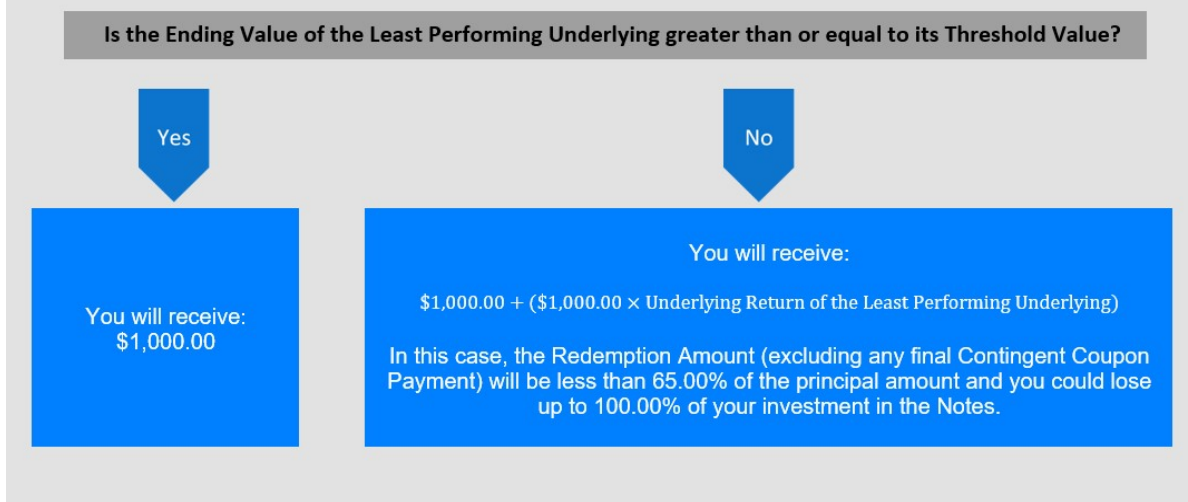 Is the Ending Value of the Least Performing Underlying greater than or equal to its Threshold Value?
Yes
No
You will receive:
$1,000.00
You will receive:
$1,000.00 + ($1,000.00 × Underlying Return of the Least Performing Underlying)
In this case, the Redemption Amount (excluding any final Contingent Coupon
Payment) will be less than 65.00% of the principal amount and you could lose
up to 100.00% of your investment in the Notes.